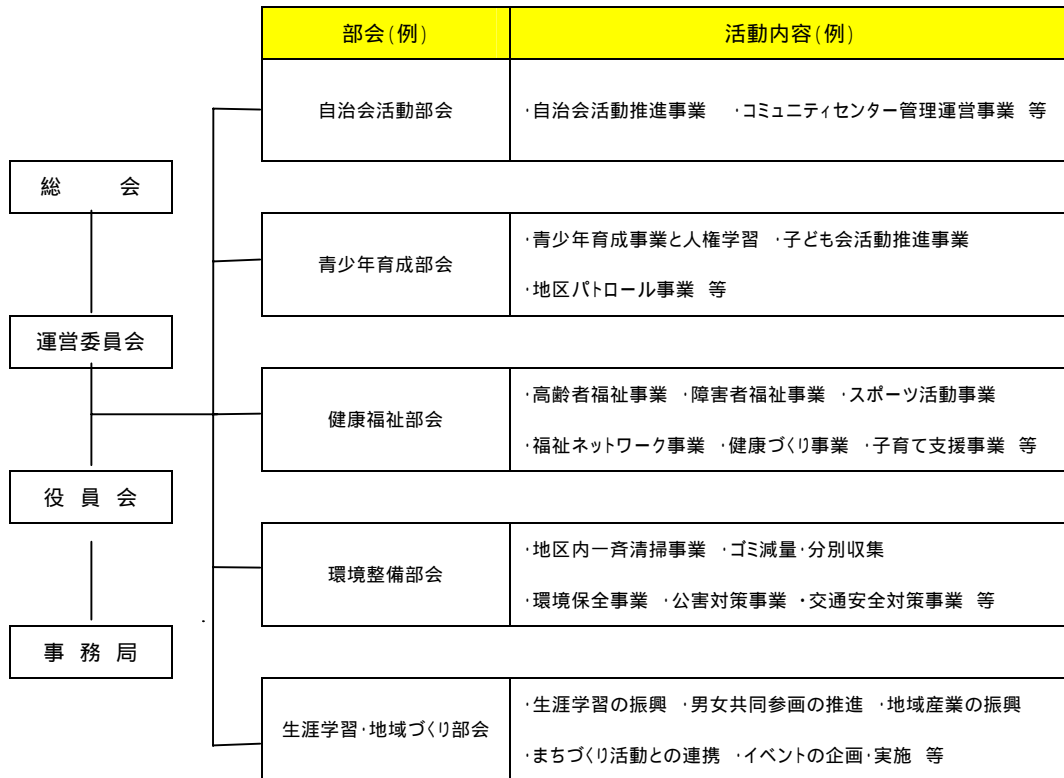 部会(例)
活動内容(例)
自治会活動部会
・自治会活動推進事業 ・コミュニティセンター管理運営事業 等
総 会
青少年育成部会
・青少年育成事業と人権学習 ・子ども会活動推進事業
・地区パトロール事業 等
運営委員会
健康福祉部会
・高齢者福祉事業 ・障害者福祉事業 ・スポーツ活動事業
・福祉ネットワーク事業 ・健康づくり事業 ・子育て支援事業 等
役 員 会
環境整備部会
・地区内一斉清掃事業 ・ゴミ減量・分別収集
・環境保全事業 ・公害対策事業 ・交通安全対策事業 等
事 務 局
生涯学習・地域づくり部会
・生涯学習の振興 ・男女共同参画の推進 ・地域産業の振興
・まちづくり活動との連携 ・イベントの企画・実施 等